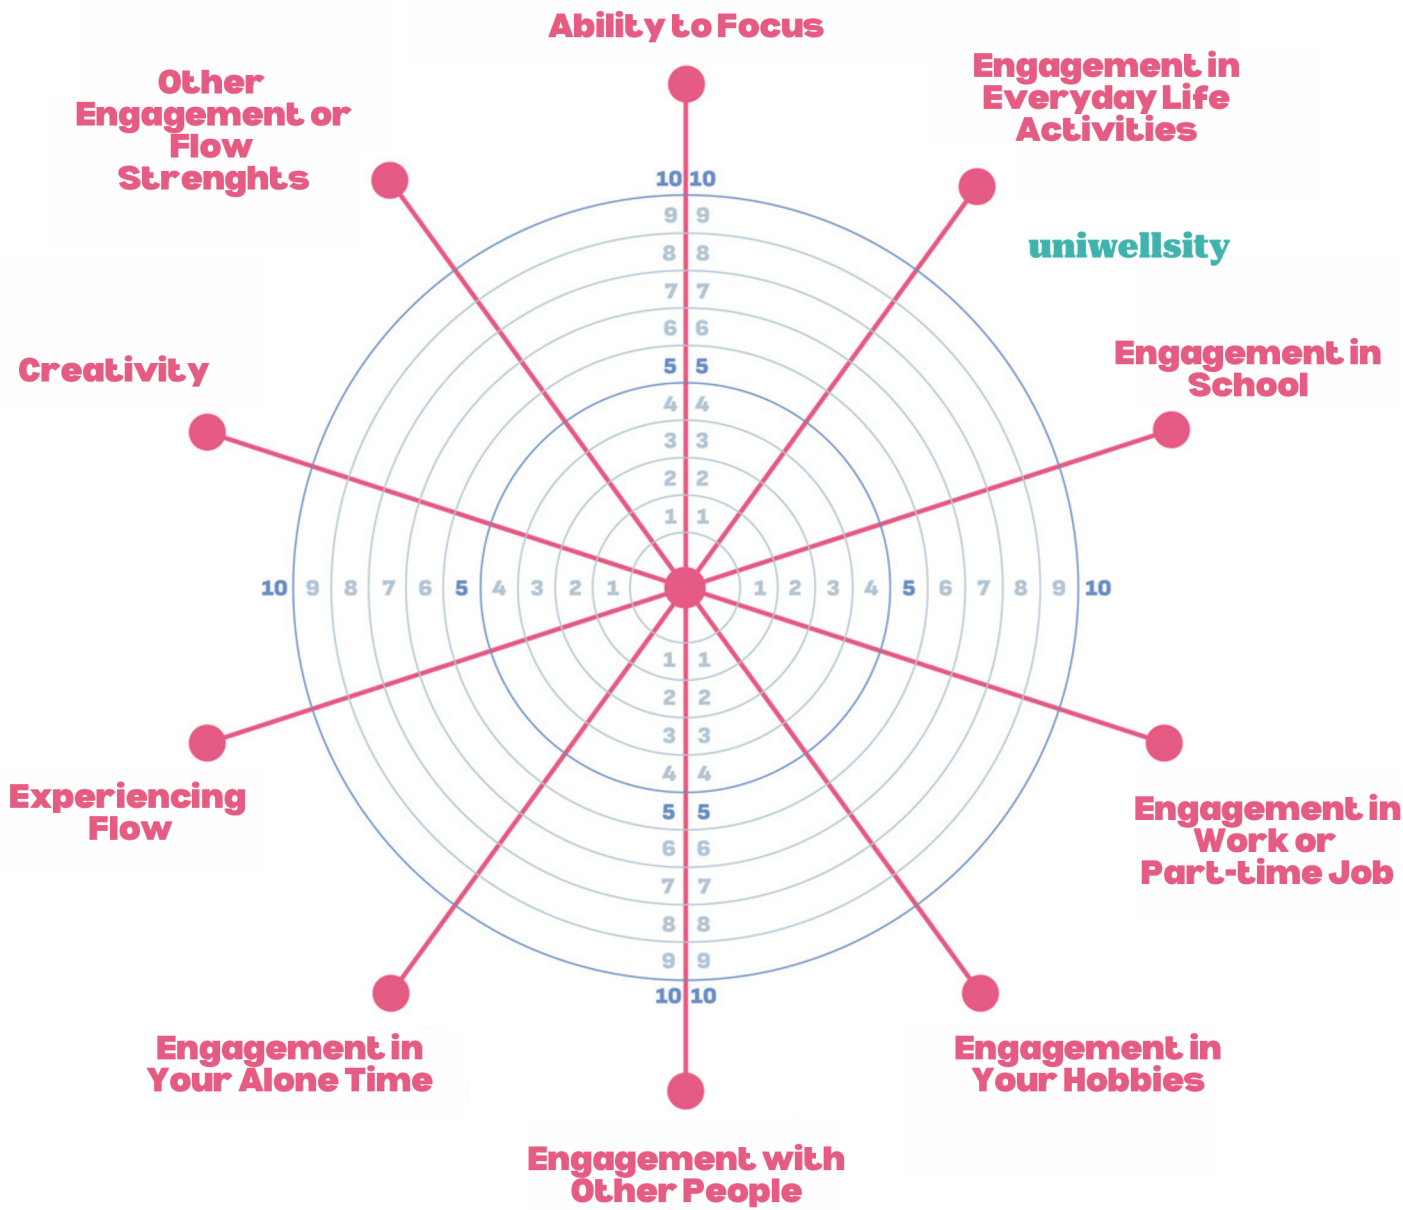 Ability to Focus
Engagement in
Everyday Life
Activities
Other
Engagement or
Flow
Strenghts
10 10
9 9
uniwellsity
8 8
7 7
6 6
Engagement in
School
5 5
Creativity
4 4
3 3
2 2
1 1
10 9 8 7 6 5 4 3 2 1 1 2 3 4 5 6 7 8 9 10
1 1
2 2
3 3
4 4
Experiencing
Flow
5 5
Engagement in
Work or
Part-time Job
6 6
7 7
8 8
9 9
10 10
Engagement in
Your Alone Time
Engagement in
Your Hobbies
Engagement with
Other People